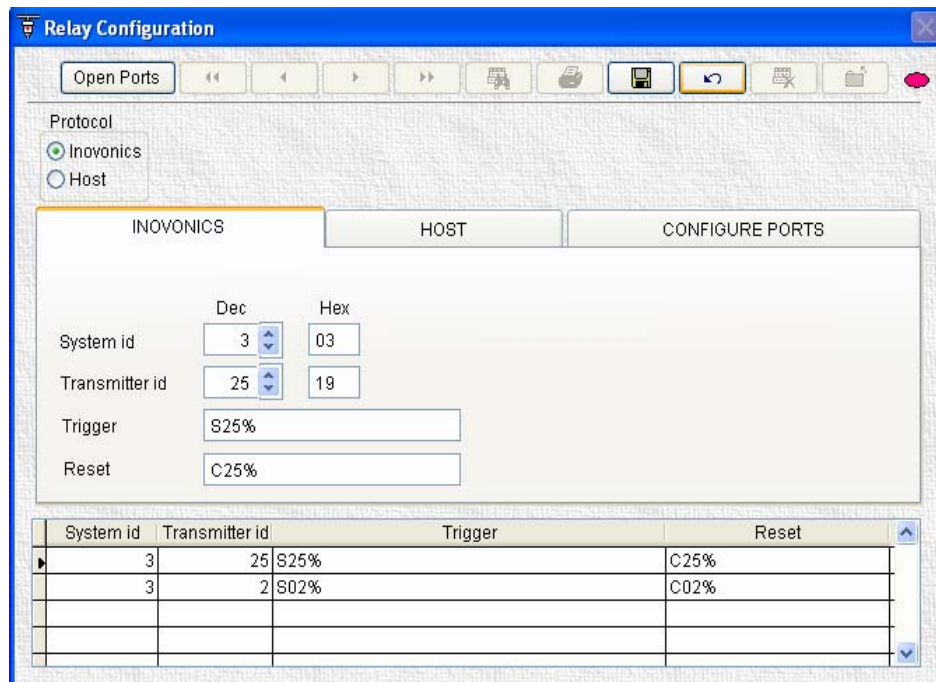 Relay Configuration
Open Ports
Protocol
Inovonics
Host
INOVONICS HOST CONFIGURE PORTS
Dec Hex
System id 3 03
Transmitter id 25 19
Trigger S25%
Reset C25%
System id Transmitter id Trigger Reset
3 25 S25% C25%
3 2 S02% C02%